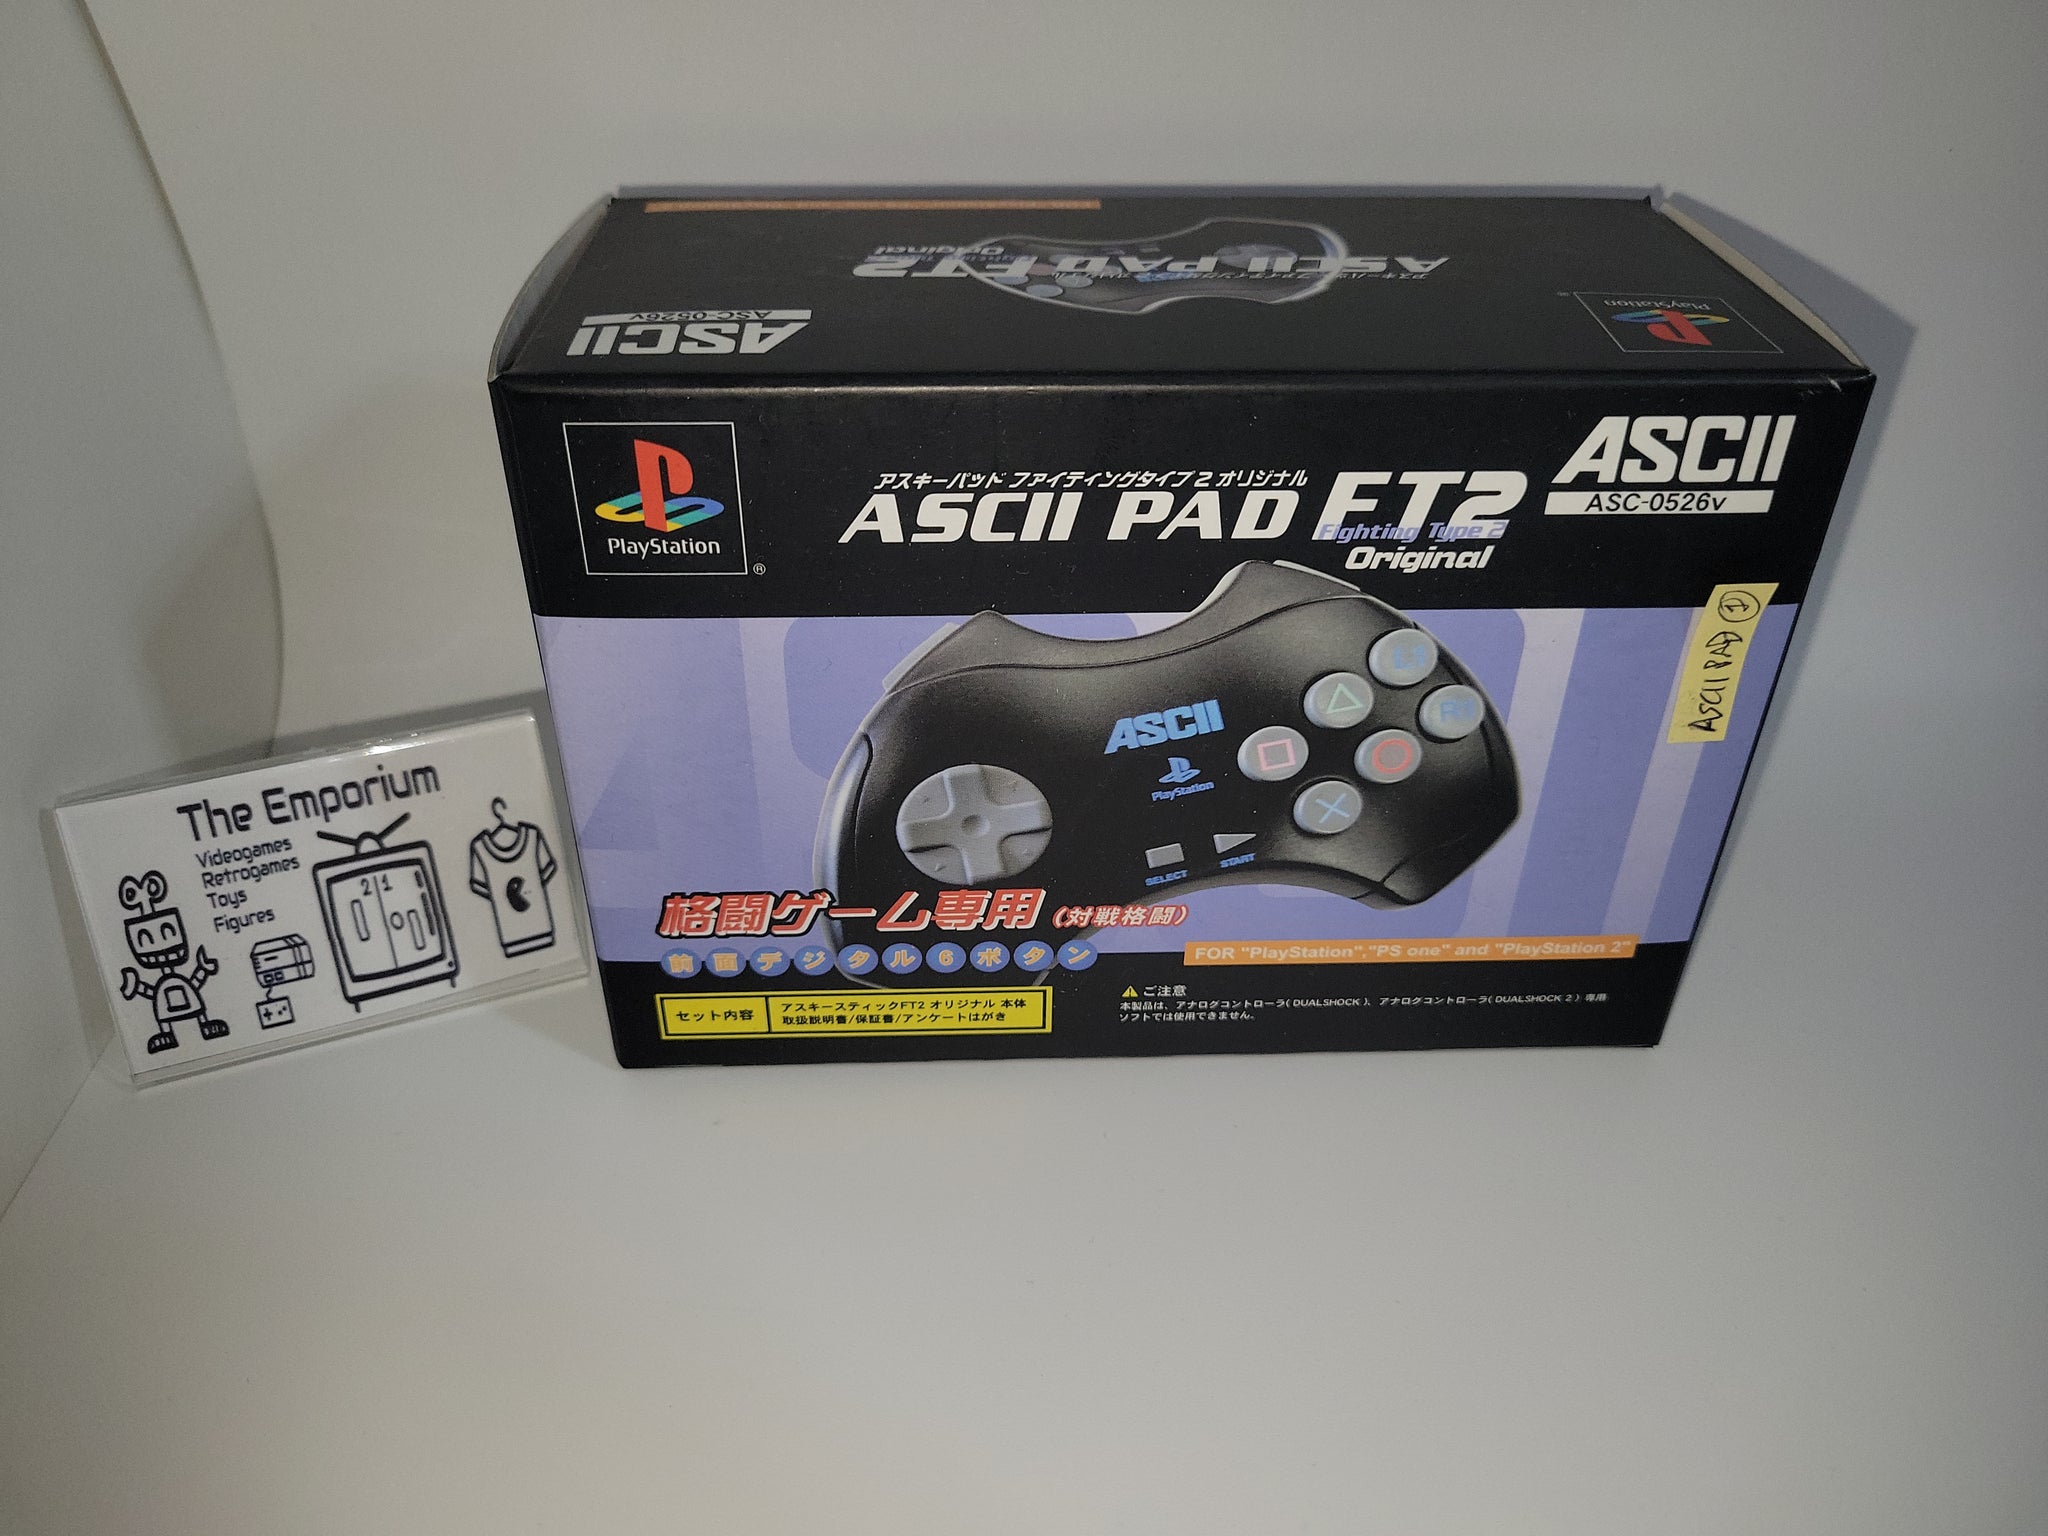 ASCII PAD FT2
Original
ASCII
ASC-0526v
PlayStation
PlayStation
®
アスキーパッド ファイティングタイプ2 オリジナル
ASCII PAD FT2
Fighting Type 2
Original
ASCII
ASC-0526v
ASCII PAD ①
L1
R1
ASCII
PlayStation
SELECT
START
格闘ゲーム専用(対戦格闘)
前面デジタル6ボタン
FOR "PlayStation","PS one" and "PlayStation 2"
セット内容
アスキースティックFT2 オリジナル 本体
取扱説明書/保証書/アンケートはがき
ご注意
本製品は、アナログコントローラ(DUALSHOCK)、アナログコントローラ(DUALSHOCK 2)専用
ソフトでは使用できません。
The Emporium
Videogames
Retrogames
Toys
Figures
2 1